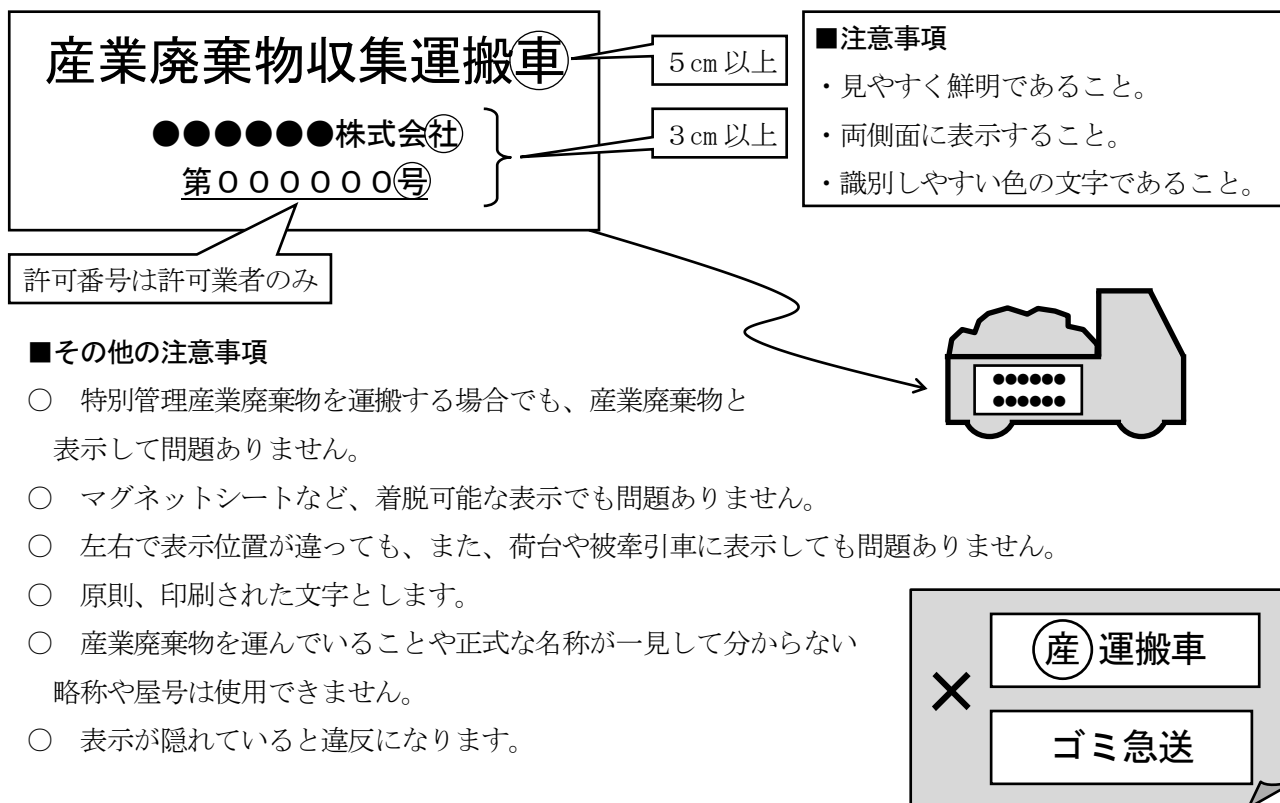 産業廃棄物収集運搬車
5㎝以上
●●●●●●株式会社
3㎝以上
第００００００号
許可番号は許可業者のみ
■注意事項
・見やすく鮮明であること。
・両側面に表示すること。
・識別しやすい色の文字であること。
●●●●●●
●●●●●●
■その他の注意事項
○　特別管理産業廃棄物を運搬する場合でも、産業廃棄物と
表示して問題ありません。
○　マグネットシートなど、着脱可能な表示でも問題ありません。
○　左右で表示位置が違っても、また、荷台や被牽引車に表示しても問題ありません。
○　原則、印刷された文字とします。
○　産業廃棄物を運んでいることや正式な名称が一見して分からない
略称や屋号は使用できません。
○　表示が隠れていると違反になります。
×
産運搬車
ゴミ急送